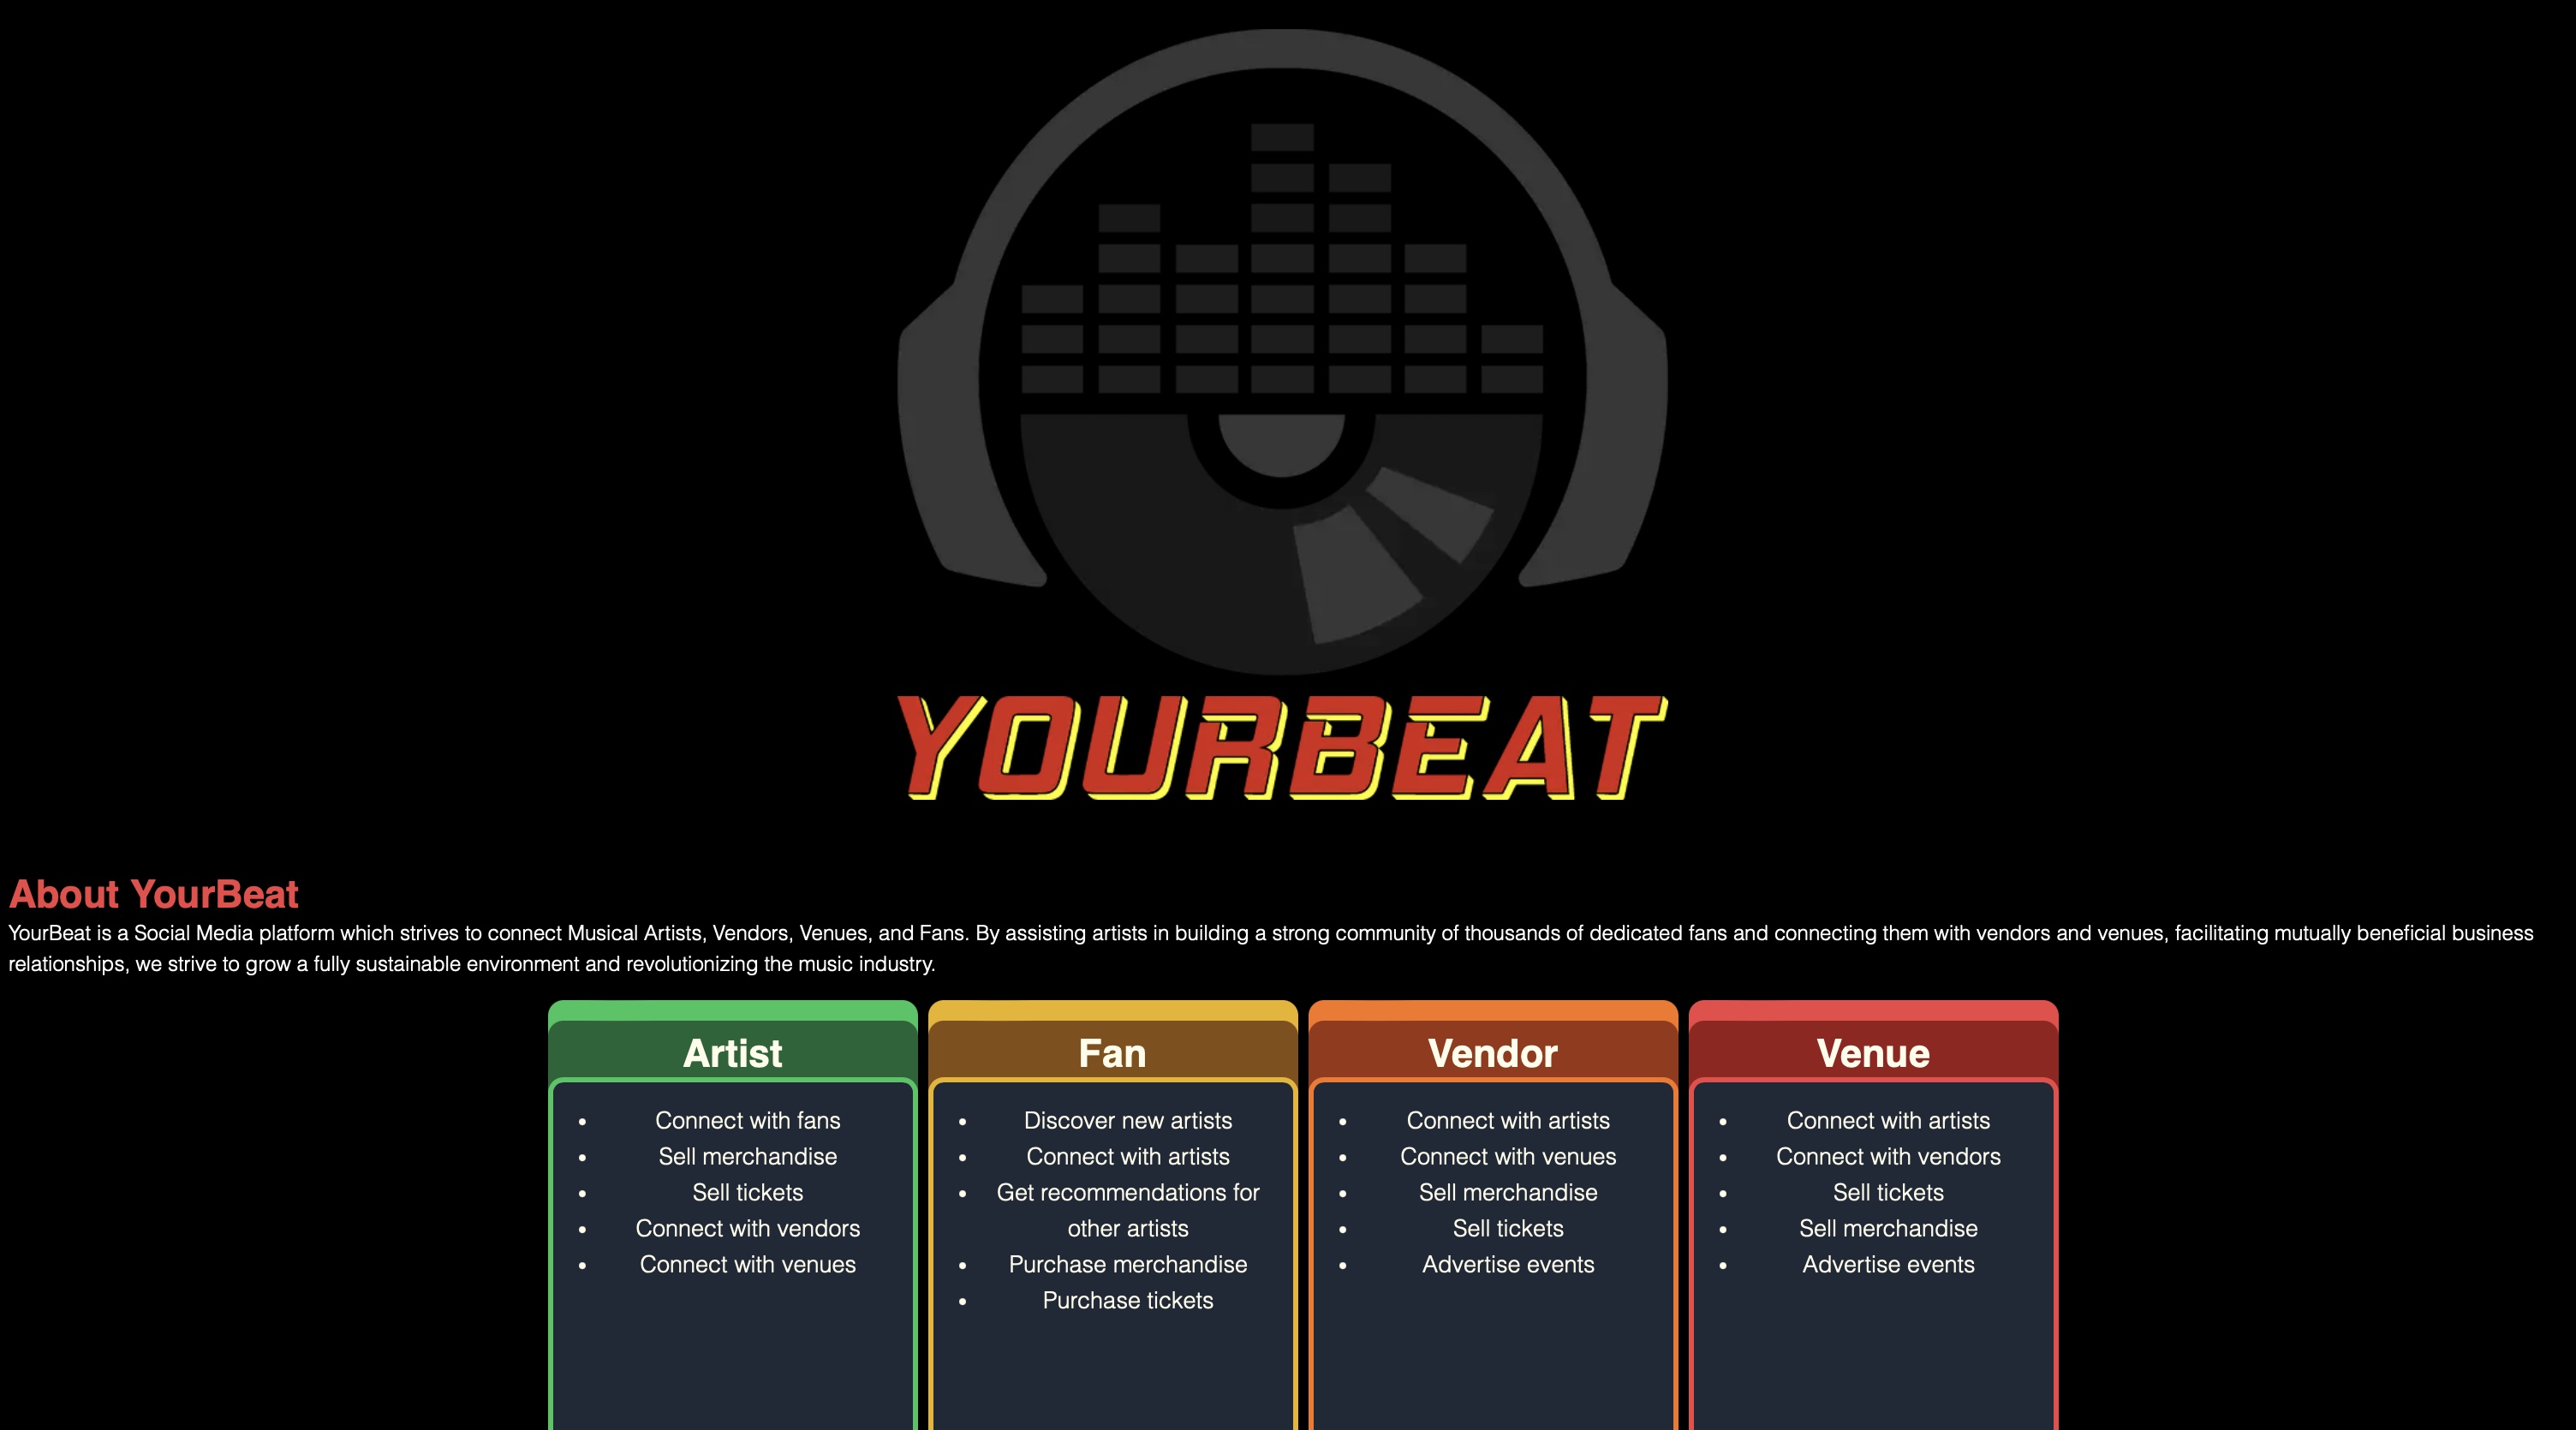 YOURBEAT
About YourBeat
YourBeat is a Social Media platform which strives to connect Musical Artists, Vendors, Venues, and Fans. By assisting artists in building a strong community of thousands of dedicated fans and connecting them with vendors and venues, facilitating mutually beneficial business
relationships, we strive to grow a fully sustainable environment and revolutionizing the music industry.
Artist
• Connect with fans
• Sell merchandise
• Sell tickets
• Connect with vendors
• Connect with venues
Fan
• Discover new artists
• Connect with artists
• Get recommendations for
other artists
• Purchase merchandise
• Purchase tickets
Vendor
• Connect with artists
• Connect with venues
• Sell merchandise
• Sell tickets
• Advertise events
Venue
• Connect with artists
• Connect with vendors
• Sell tickets
• Sell merchandise
• Advertise events